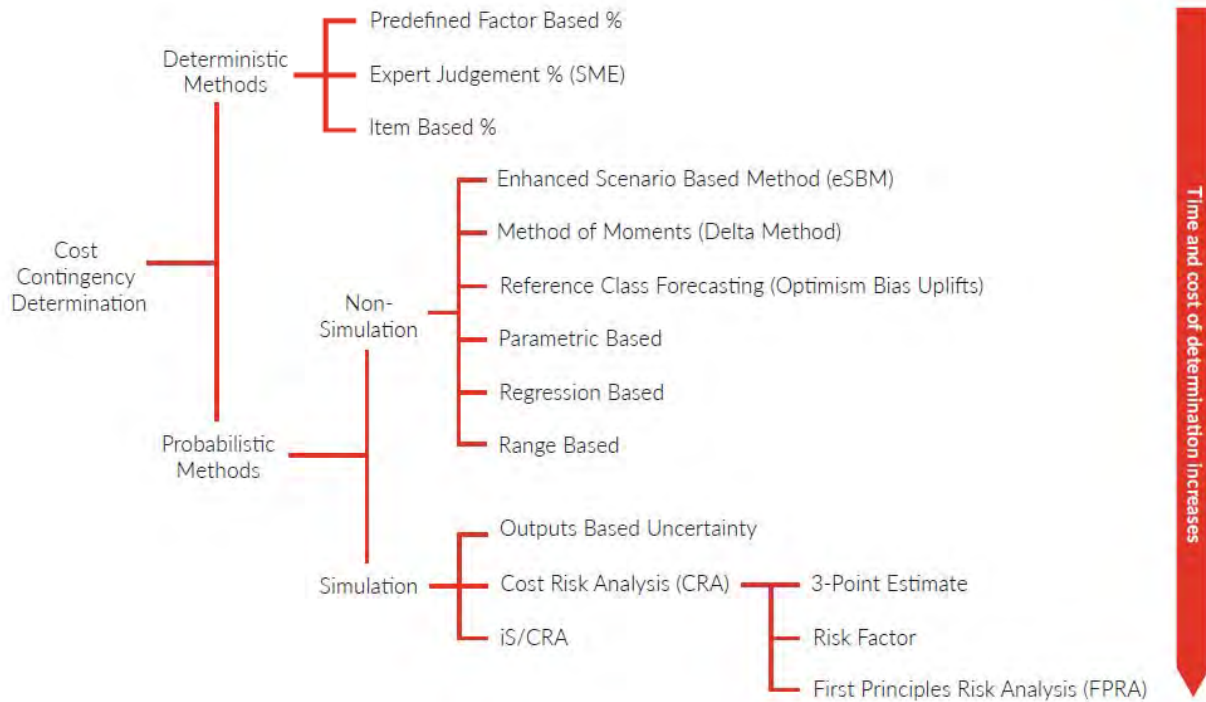 Predefined Factor Based %
Deterministic
Methods
Expert Judgement % (SME)
Item Based %
Enhanced Scenario Based Method (eSBM)
Method of Moments (Delta Method)
Cost
Contingency
Determination
Non-
Simulation
Reference Class Forecasting (Optimism Bias Uplifts)
Parametric Based
Regression Based
Probabilistic
Methods
Range Based
Outputs Based Uncertainty
Simulation
Cost Risk Analysis (CRA)
3-Point Estimate
iS/CRA
Risk Factor
First Principles Risk Analysis (FPRA)
Time and cost of determination increases